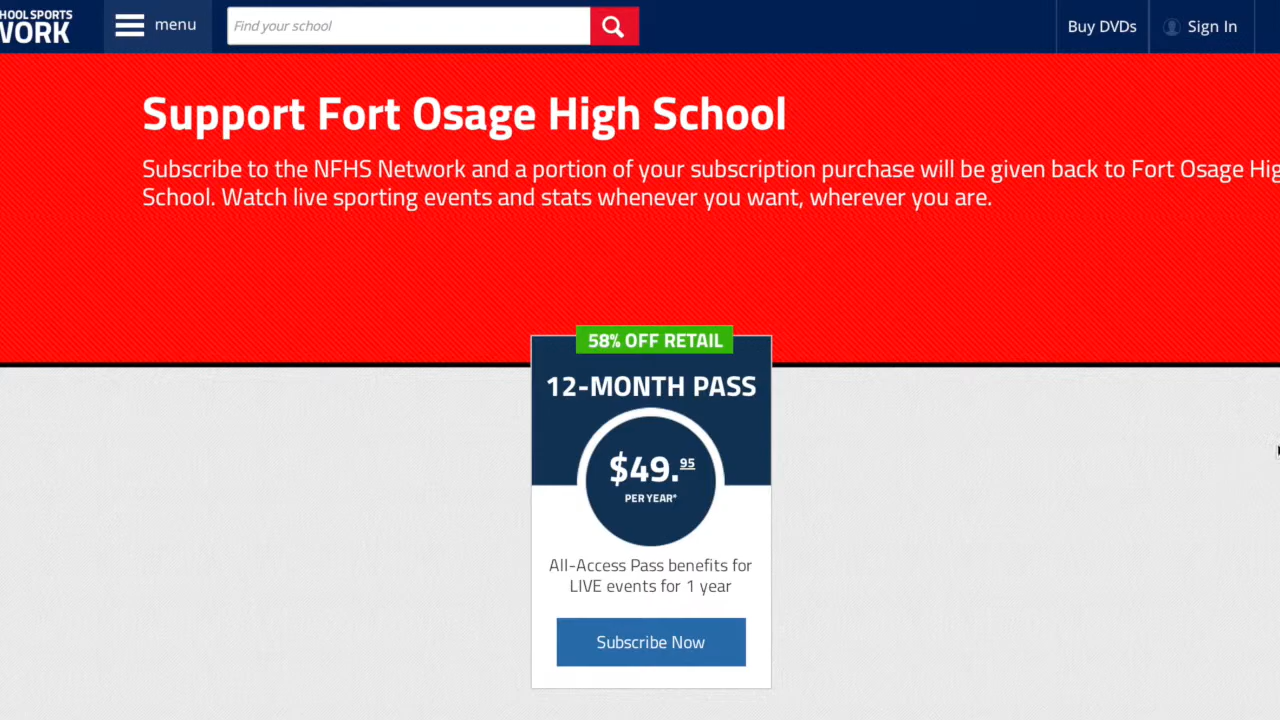 HOOL SPORTS
WORK
menu
Find your school
Buy DVDs
Sign In
Support Fort Osage High School
Subscribe to the NFHS Network and a portion of your subscription purchase will be given back to Fort Osage Hig
School. Watch live sporting events and stats whenever you want, wherever you are.
58% OFF RETAIL
12-MONTH PASS
$49.95
PER YEAR*
All-Access Pass benefits for
LIVE events for 1 year
Subscribe Now